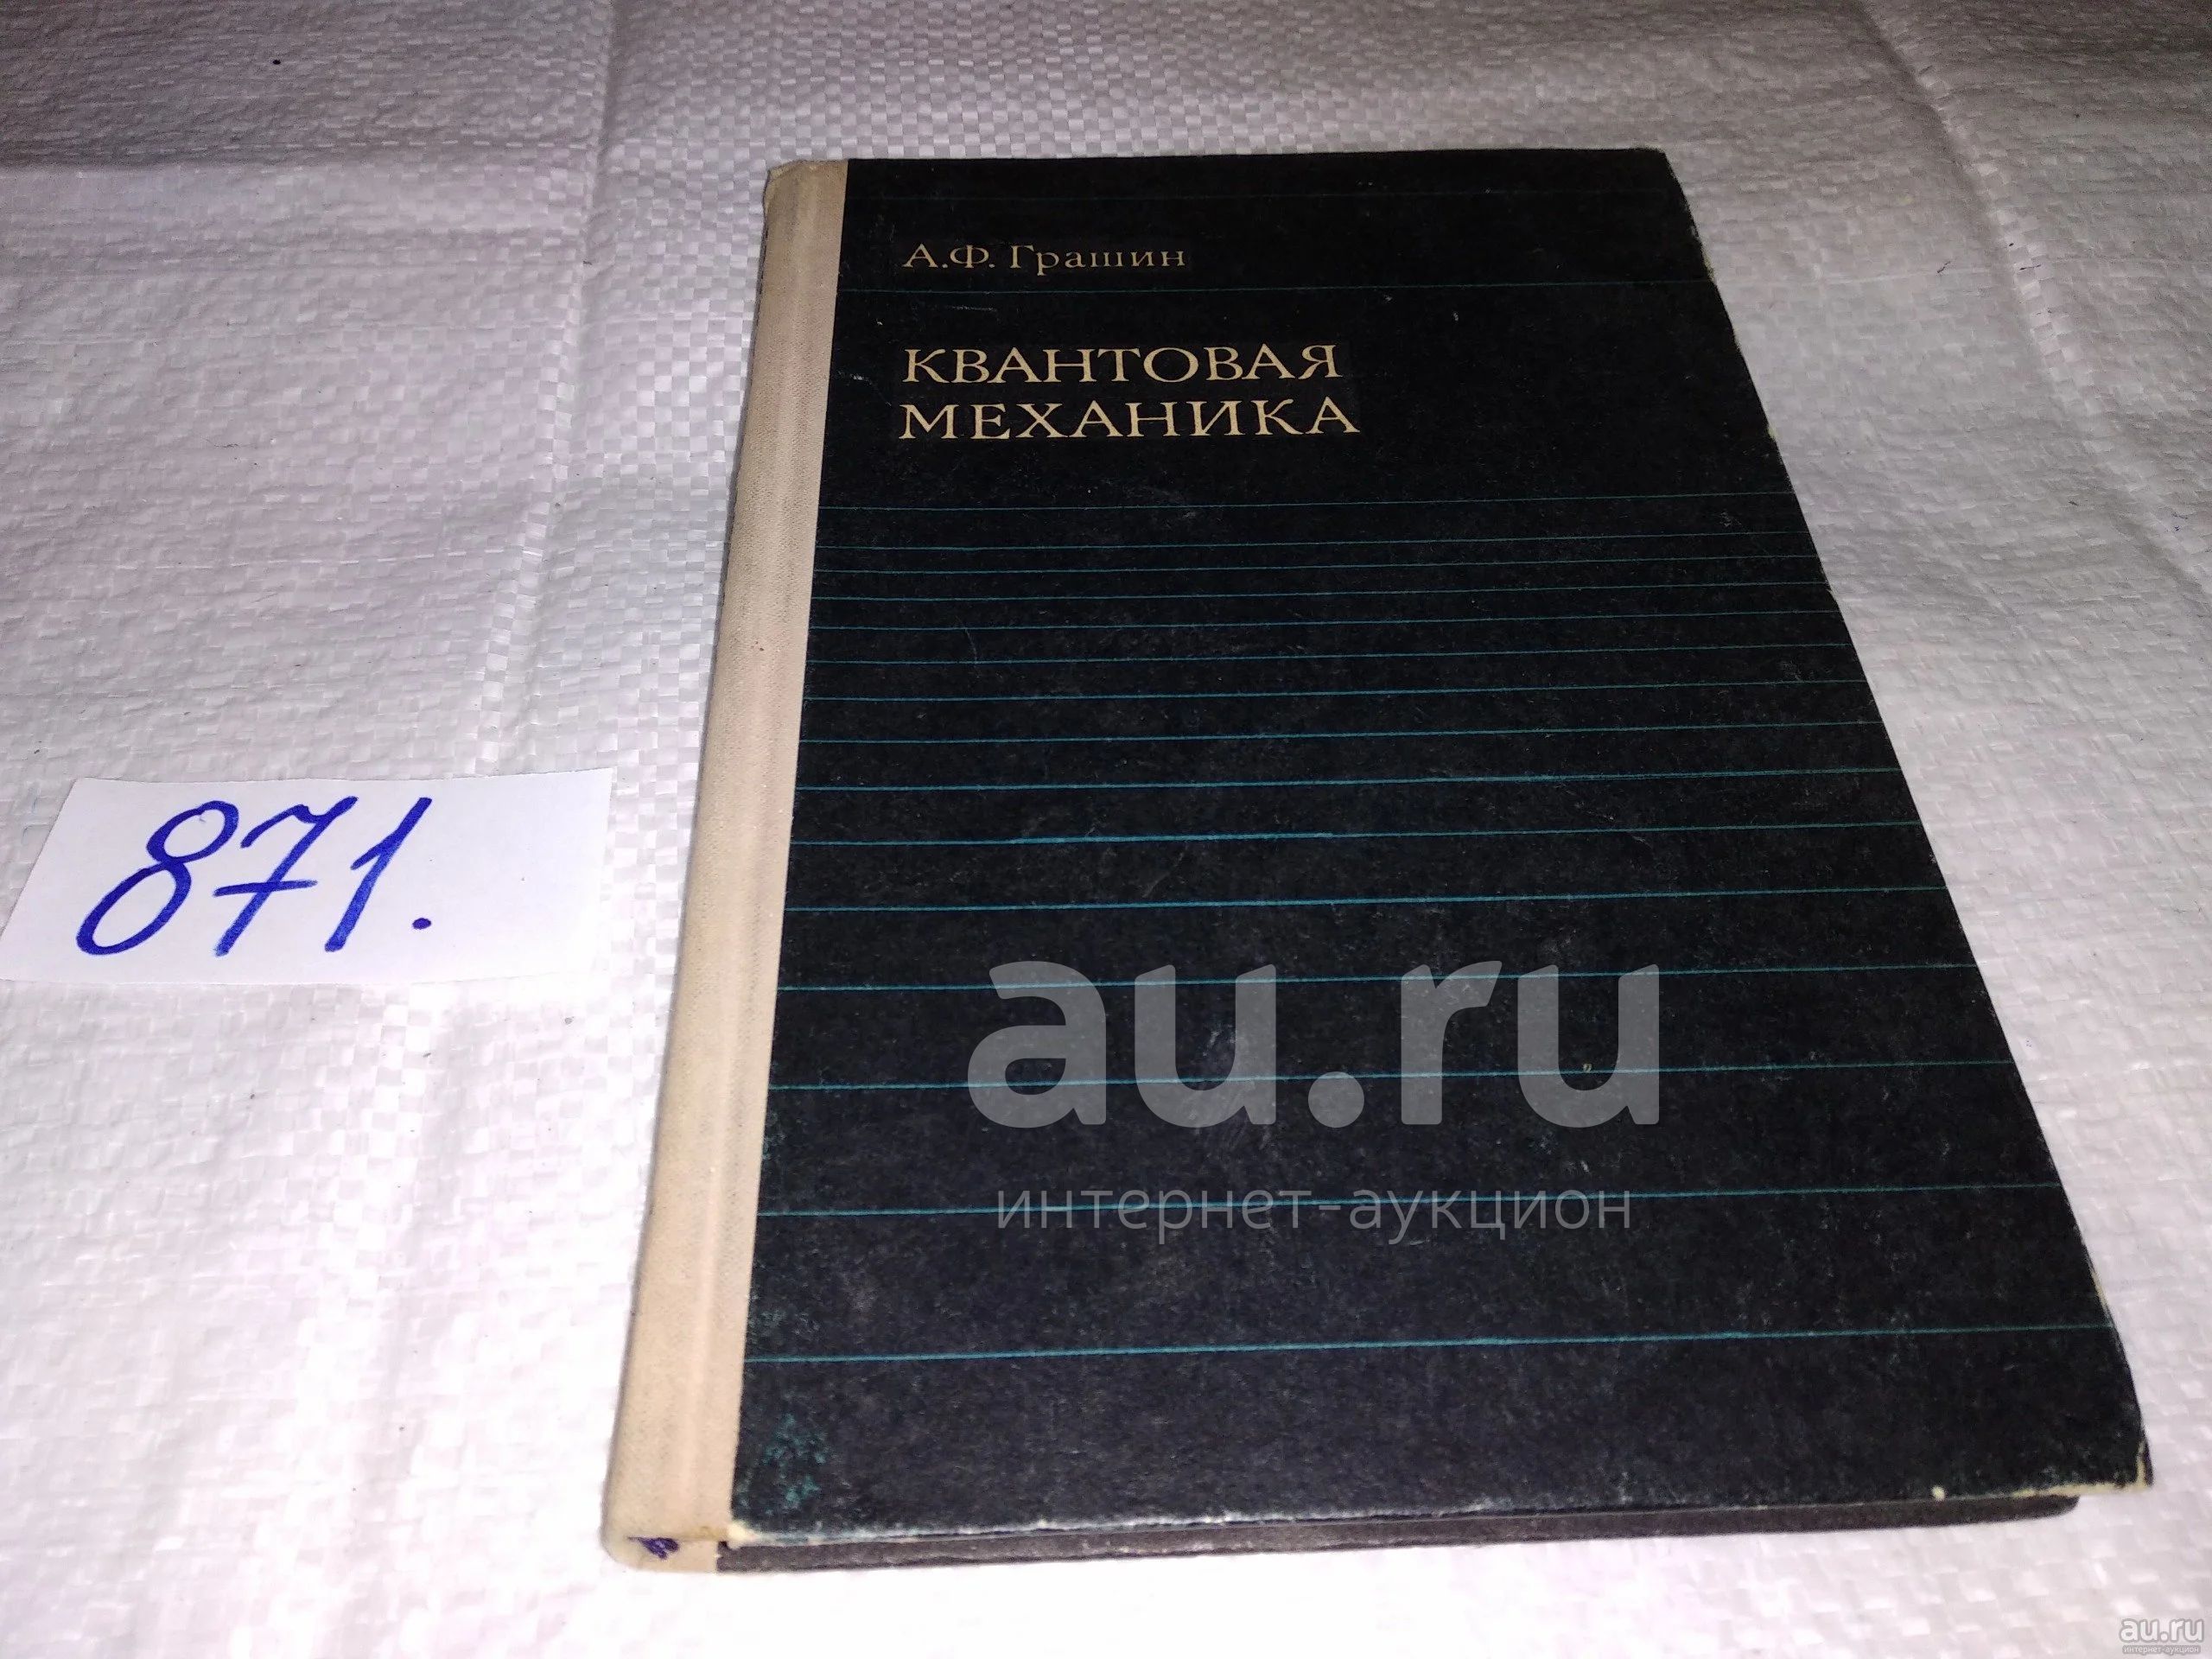 А.Ф. Грашин
КВАНТОВАЯ
МЕХАНИКА
871.
au.ru
интернет-аукцион
au.ru
интернет-аукцион